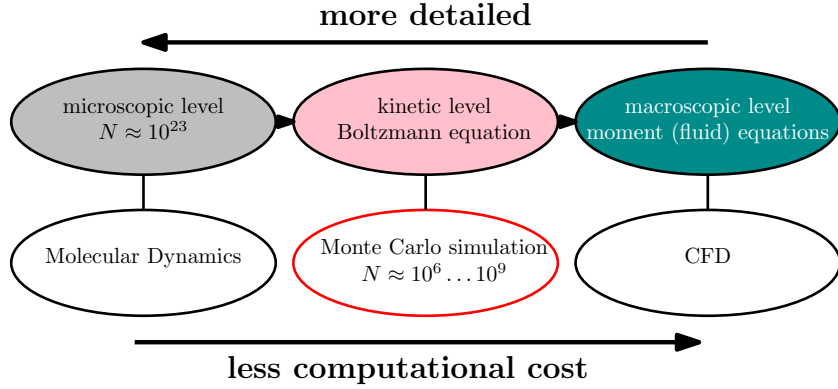 more detailed
microscopic level
N ≈ 10²³
kinetic level
Boltzmann equation
macroscopic level
moment (fluid) equations
Molecular Dynamics
Monte Carlo simulation
N ≈ 10⁶ … 10⁹
CFD
less computational cost